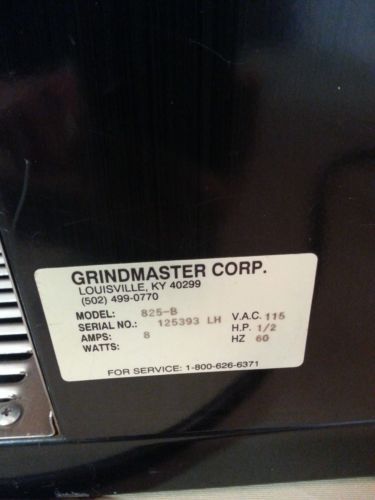 GRINDMASTER CORP.
LOUISVILLE, KY 40299
(502) 499-0770
MODEL: 825-B V.A.C. 115
SERIAL NO.: 125393 LH H.P. 1/2
AMPS: 8 HZ 60
WATTS:
FOR SERVICE: 1-800-626-6371